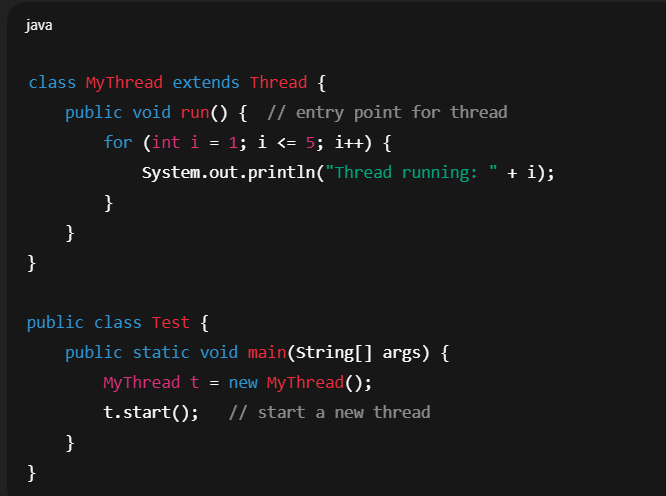 java
class MyThread extends Thread {
    public void run() {  // entry point for thread
        for (int i = 1; i <= 5; i++) {
            System.out.println("Thread running: " + i);
        }
    }
}
public class Test {
    public static void main(String[] args) {
        MyThread t = new MyThread();
        t.start();   // start a new thread
    }
}